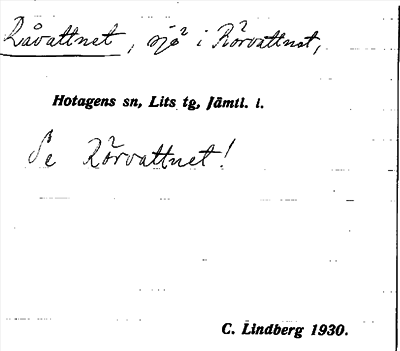 Råvattnet, sjö i Rörvattnet,
Hotagens sn, Lits tg, Jämtl. l.
Se Rörvattnet!
C. Lindberg 1930.